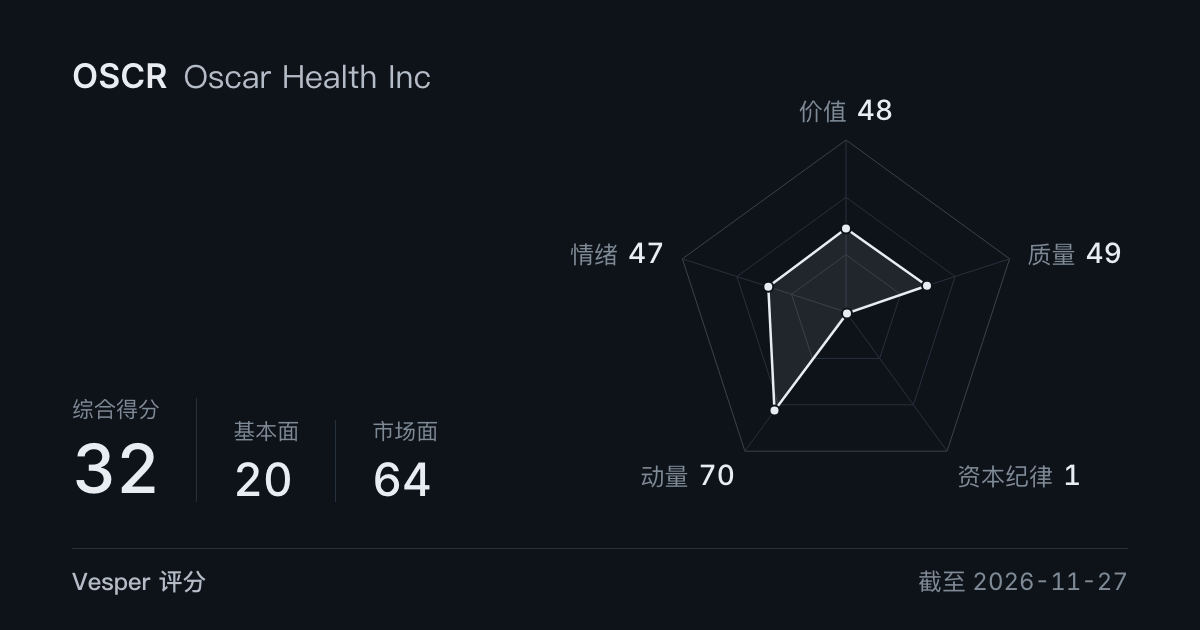 OSCR Oscar Health Inc
价值 48
情绪 47
质量 49
动量 70
资本纪律 1
综合得分
32
基本面
20
市场面
64
Vesper 评分
截至 2026-11-27